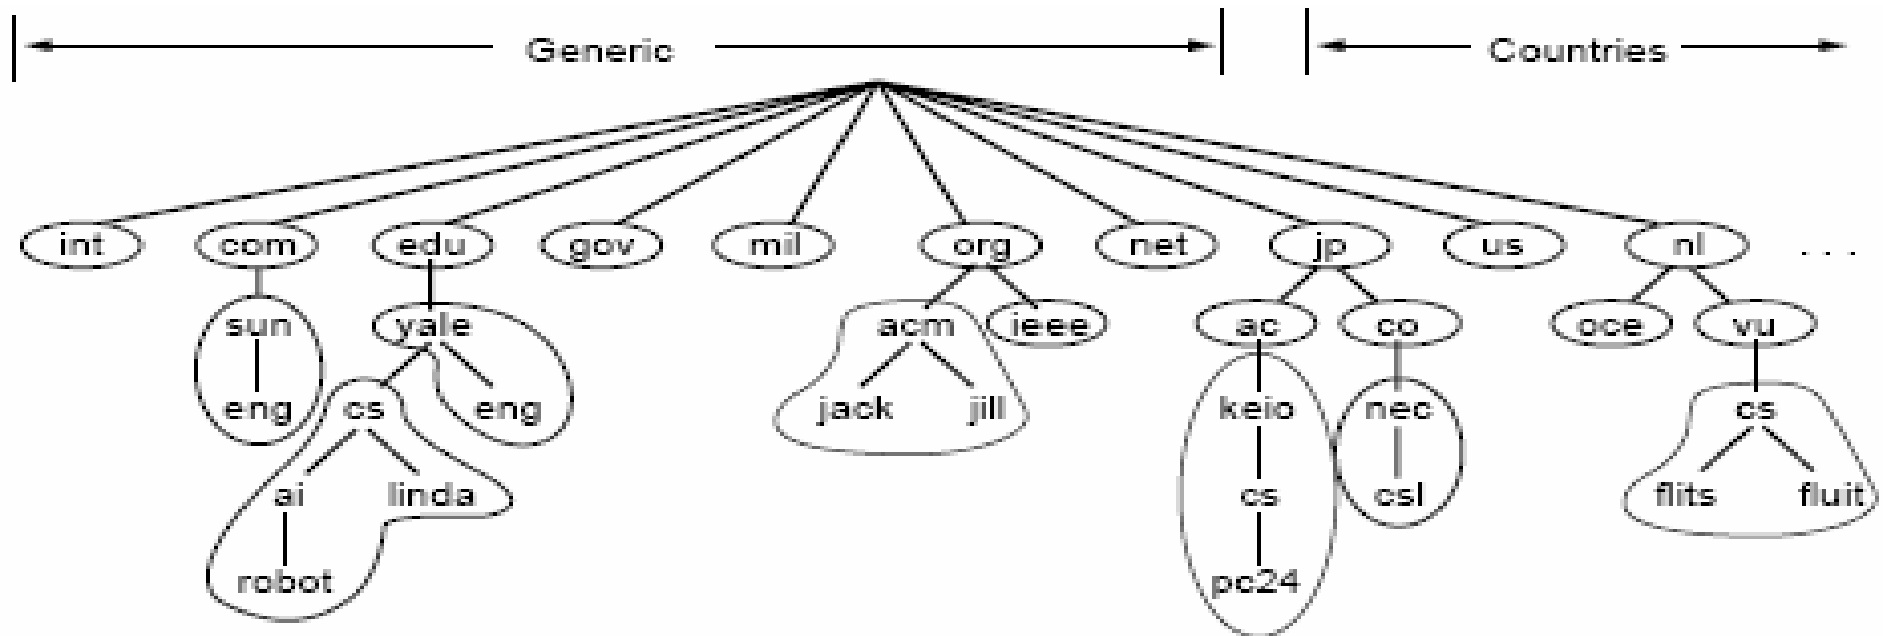 Generic Countries
int com edu gov mil org net jp us nl . . .
sun yale acm ieee ac co oce vu
eng cs eng jack jill keio nec cs
ai linda cs csl flits fluit
robot pc24